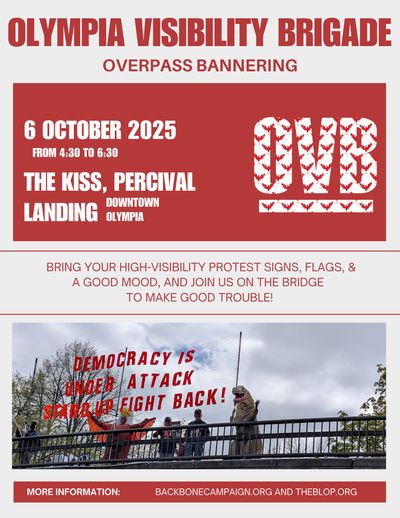 OLYMPIA VISIBILITY BRIGADE
OVERPASS BANNERING
6 OCTOBER 2025
FROM 4:30 TO 6:30
THE KISS, PERCIVAL
LANDING DOWNTOWN
OLYMPIA
OVB
BRING YOUR HIGH-VISIBILITY PROTEST SIGNS, FLAGS, &
A GOOD MOOD, AND JOIN US ON THE BRIDGE
TO MAKE GOOD TROUBLE!
DEMOCRACY IS
UNDER ATTACK
STAND UP FIGHT BACK!
MORE INFORMATION: BACKBONECAMPAIGN.ORG AND THEBLOP.ORG